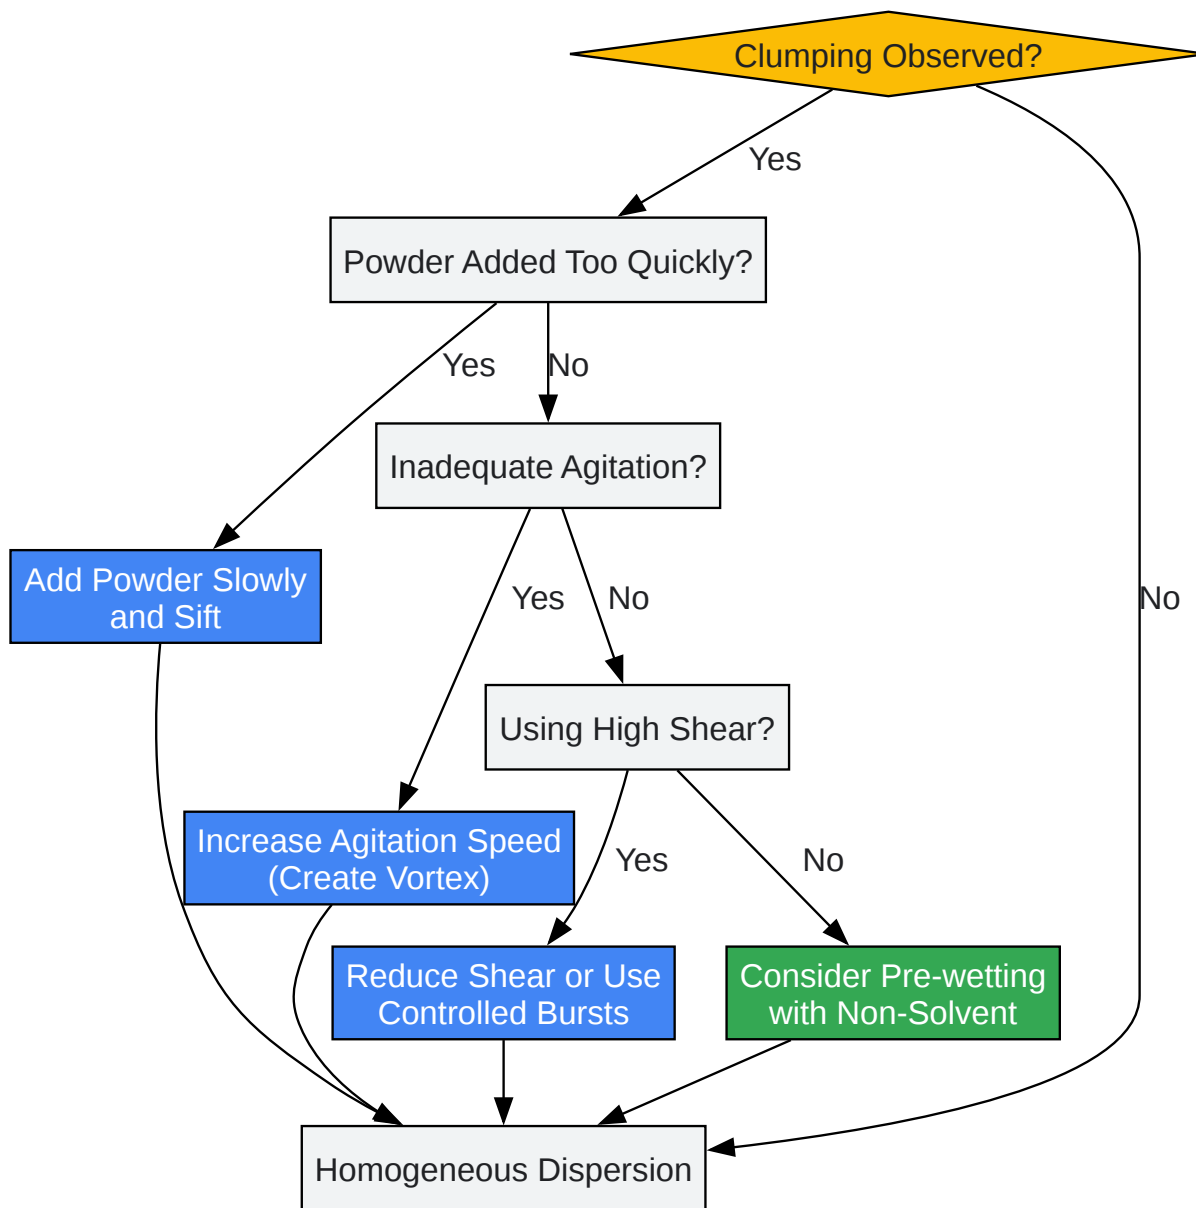 Clumping Observed?
Yes
Powder Added Too Quickly?
Yes
No
Inadequate Agitation?
Add Powder Slowly
and Sift
Yes
No
No
Using High Shear?
Increase Agitation Speed
(Create Vortex)
Yes
No
Reduce Shear or Use
Controlled Bursts
Consider Pre-wetting
with Non-Solvent
Homogeneous Dispersion